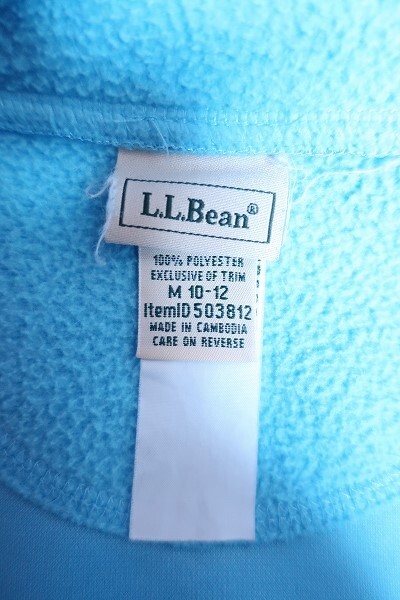 L.L.Bean®
100% POLYESTER
EXCLUSIVE OF TRIM
M 10-12
ItemID 503812
MADE IN CAMBODIA
CARE ON REVERSE